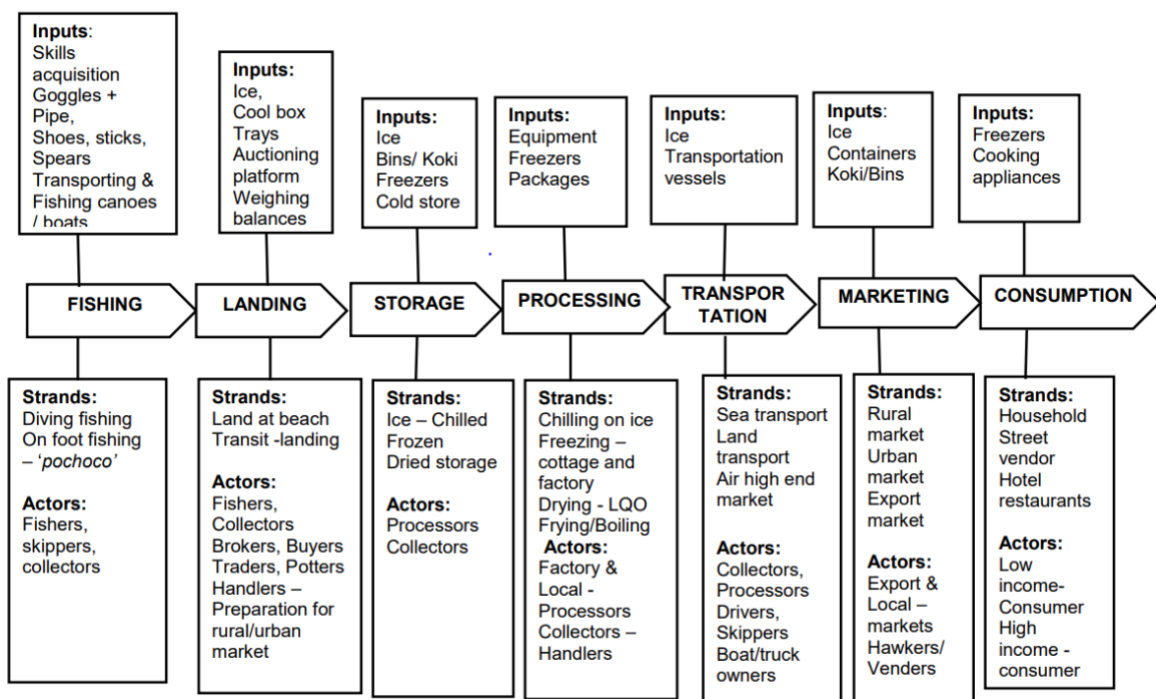 Inputs:
Skills
acquisition
Goggles +
Pipe,
Shoes, sticks,
Spears
Transporting &
Fishing canoes
/ boats
Inputs:
Ice,
Cool box
Trays
Auctioning
platform
Weighing
balances
Inputs:
Ice
Bins/ Koki
Freezers
Cold store
Inputs:
Equipment
Freezers
Packages
Inputs:
Ice
Transportation
vessels
Inputs:
Ice
Containers
Koki/Bins
Inputs:
Freezers
Cooking
appliances
FISHING
LANDING
STORAGE
PROCESSING
TRANSPOR
TATION
MARKETING
CONSUMPTION
Strands:
Diving fishing
On foot fishing
– ‘pochoco’
Actors:
Fishers,
skippers,
collectors
Strands:
Land at beach
Transit -landing
Actors:
Fishers,
Collectors
Brokers, Buyers
Traders, Potters
Handlers –
Preparation for
rural/urban
market
Strands:
Ice – Chilled
Frozen
Dried storage
Actors:
Processors
Collectors
Strands:
Chilling on ice
Freezing –
cottage and
factory
Drying - LQO
Frying/Boiling
Actors:
Factory &
Local -
Processors
Collectors –
Handlers
Strands:
Sea transport
Land
transport
Air high end
market
Actors:
Collectors,
Processors
Drivers,
Skippers
Boat/truck
owners
Strands:
Rural
market
Urban
market
Export
market
Actors:
Export &
Local –
markets
Hawkers/
Venders
Strands:
Household
Street
vendor
Hotel
restaurants
Actors:
Low
income-
Consumer
High
income -
consumer